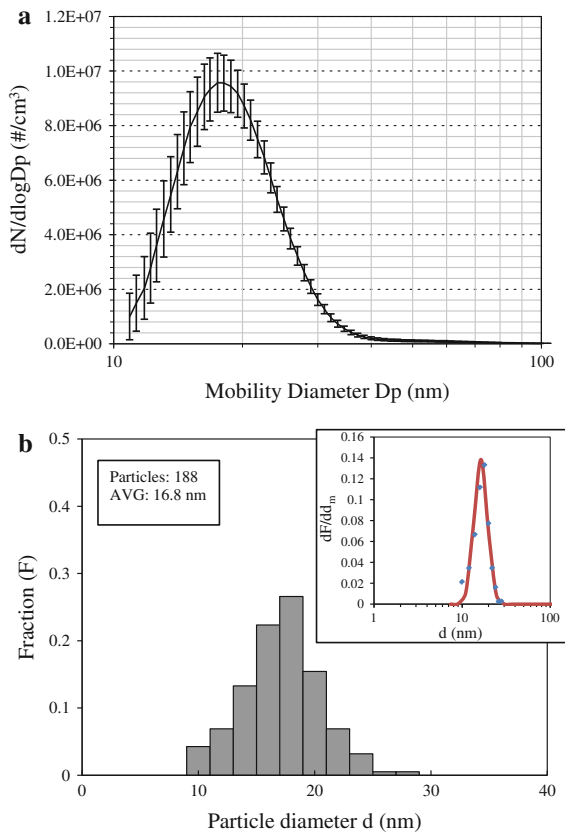 a
dN/dlogDp (#/cm³)
1.2E+07
1.0E+07
8.0E+06
6.0E+06
4.0E+06
2.0E+06
0.0E+00
10
100
Mobility Diameter Dp (nm)
b
Fraction (F)
0.5
0.4
0.3
0.2
0.1
0
Particles: 188
AVG: 16.8 nm
dF/ddₘ
0.16
0.14
0.12
0.1
0.08
0.06
0.04
0.02
0
1
10
100
d (nm)
0
10
20
30
40
Particle diameter d (nm)